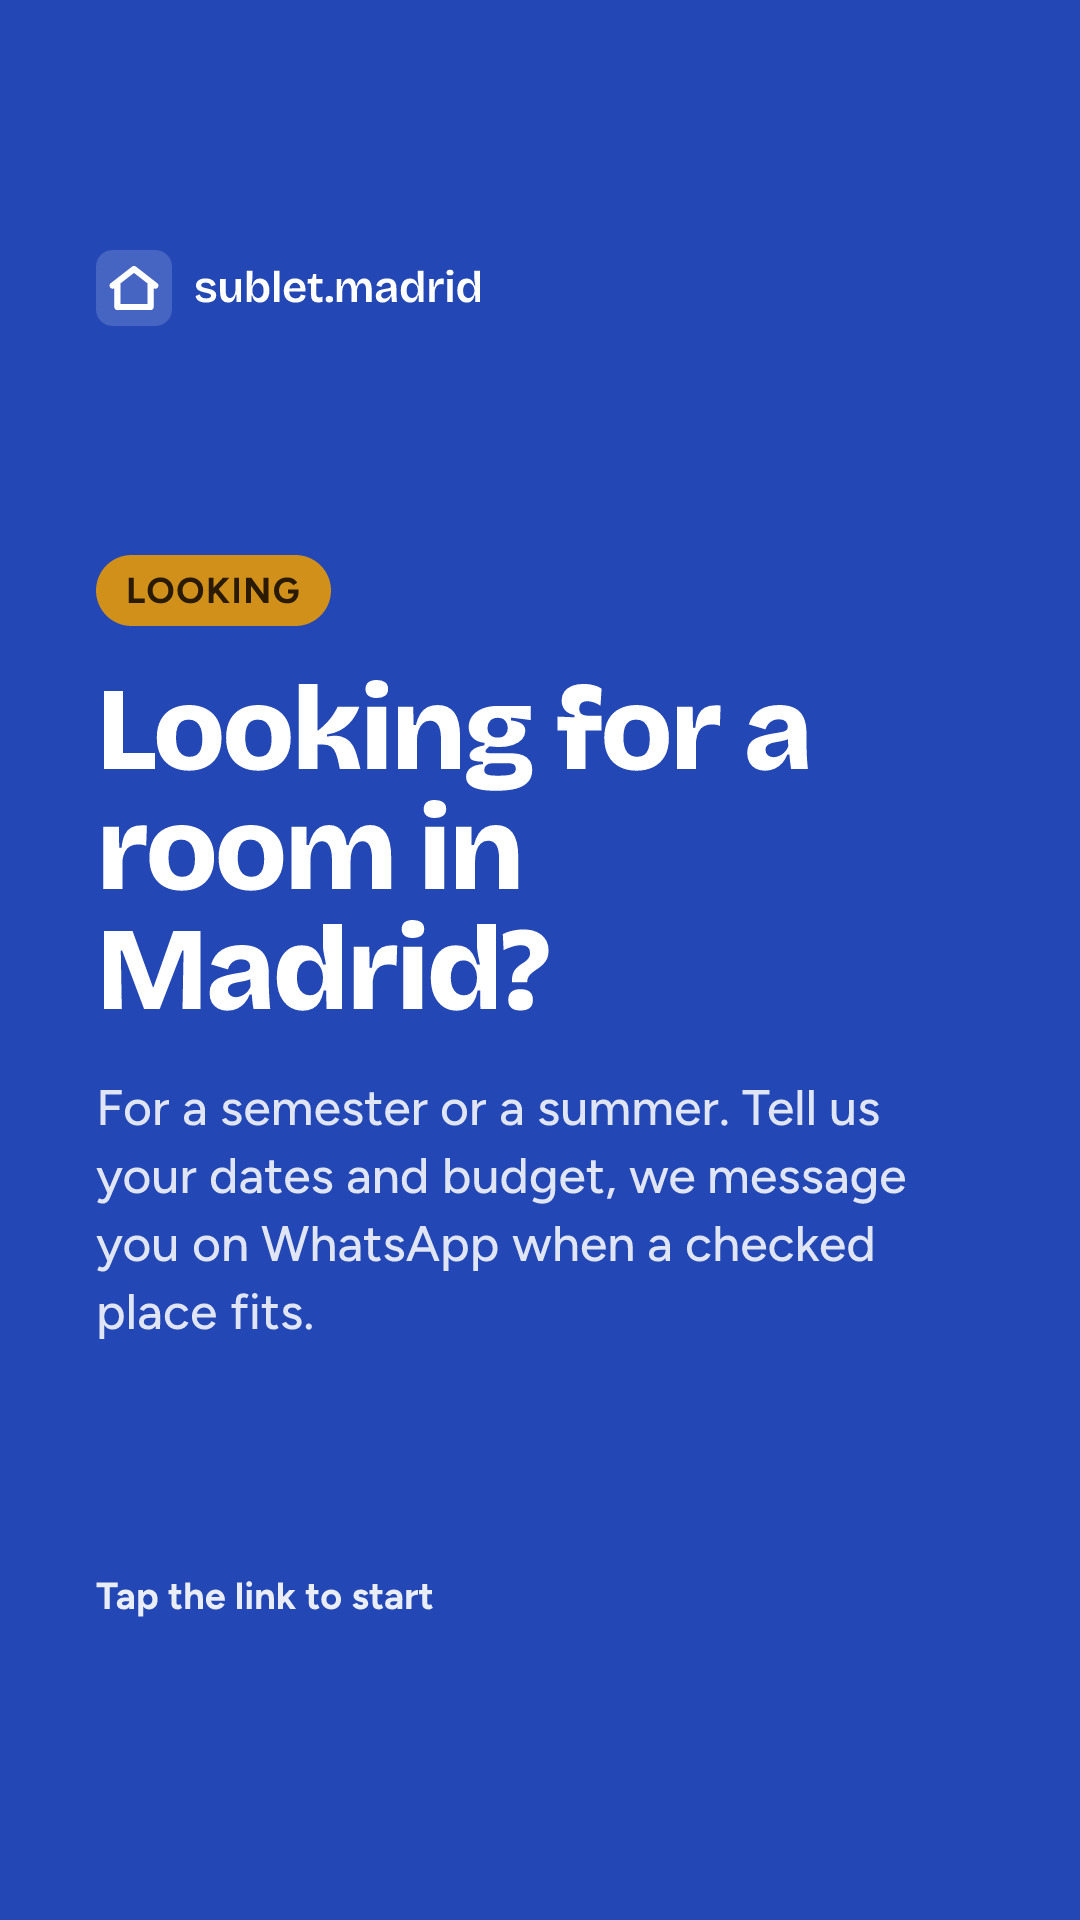 sublet.madrid
LOOKING
Looking for a
room in
Madrid?
For a semester or a summer. Tell us
your dates and budget, we message
you on WhatsApp when a checked
place fits.
Tap the link to start